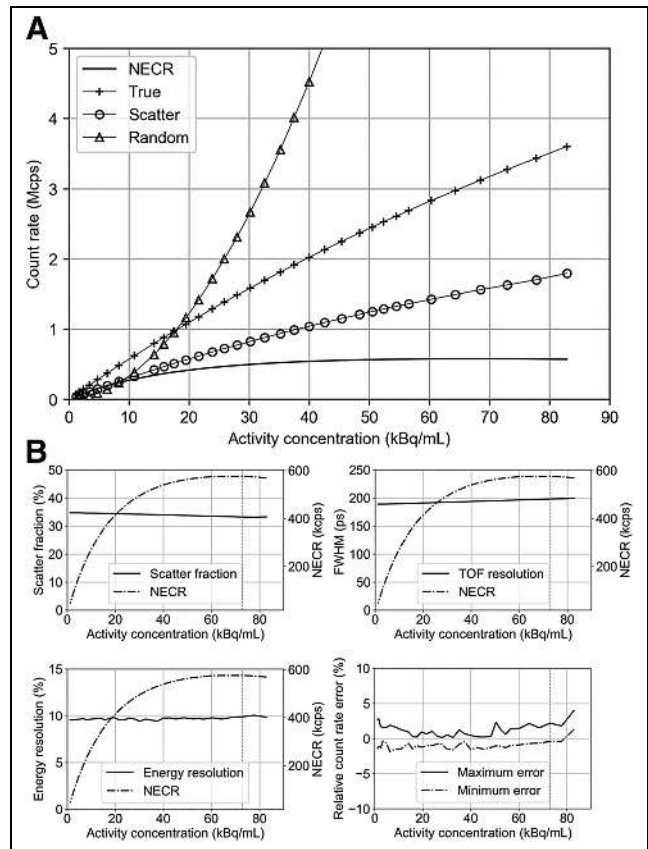 A
5
4
3
2
1
0
Count rate (Mcps)
NECR
True
Scatter
Random
0 10 20 30 40 50 60 70 80 90
Activity concentration (kBq/mL)
B
50
40
30
20
10
0
Scatter fraction (%)
600
400
200
NECR (kcps)
Scatter fraction
NECR
0 20 40 60 80
Activity concentration (kBq/mL)
250
200
150
100
50
0
FWHM (ps)
600
400
200
NECR (kcps)
TOF resolution
NECR
0 20 40 60 80
Activity concentration (kBq/mL)
15
10
5
0
Energy resolution (%)
600
400
200
NECR (kcps)
Energy resolution
NECR
0 20 40 60 80
Activity concentration (kBq/mL)
10
5
0
−5
−10
Relative count rate error (%)
Maximum error
Minimum error
0 20 40 60 80
Activity concentration (kBq/mL)